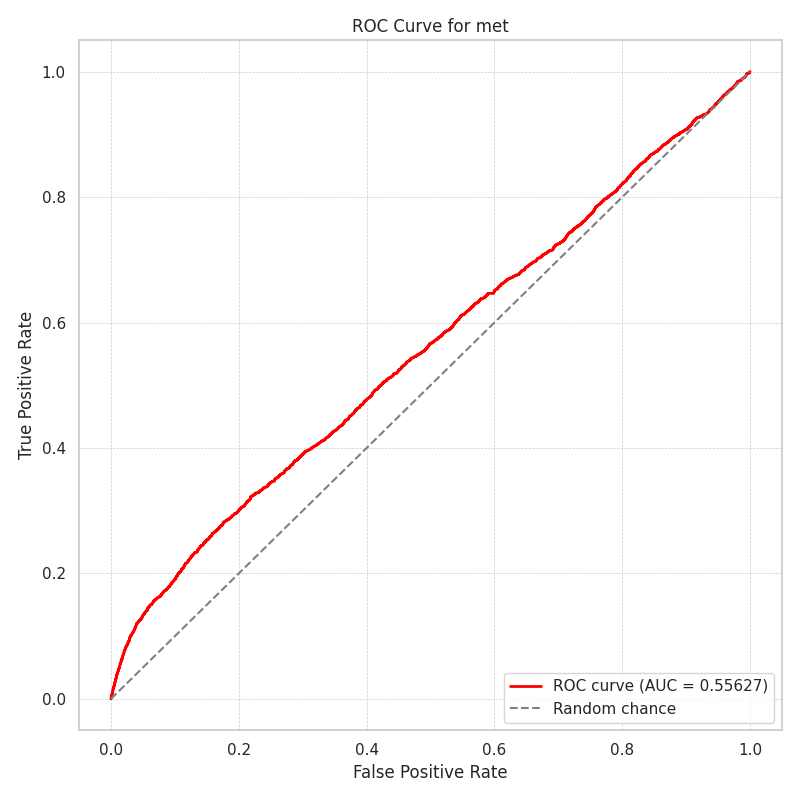 ROC Curve for met
1.0
0.8
0.6
0.4
0.2
0.0
True Positive Rate
ROC curve (AUC = 0.55627)
Random chance
0.0 0.2 0.4 0.6 0.8 1.0
False Positive Rate